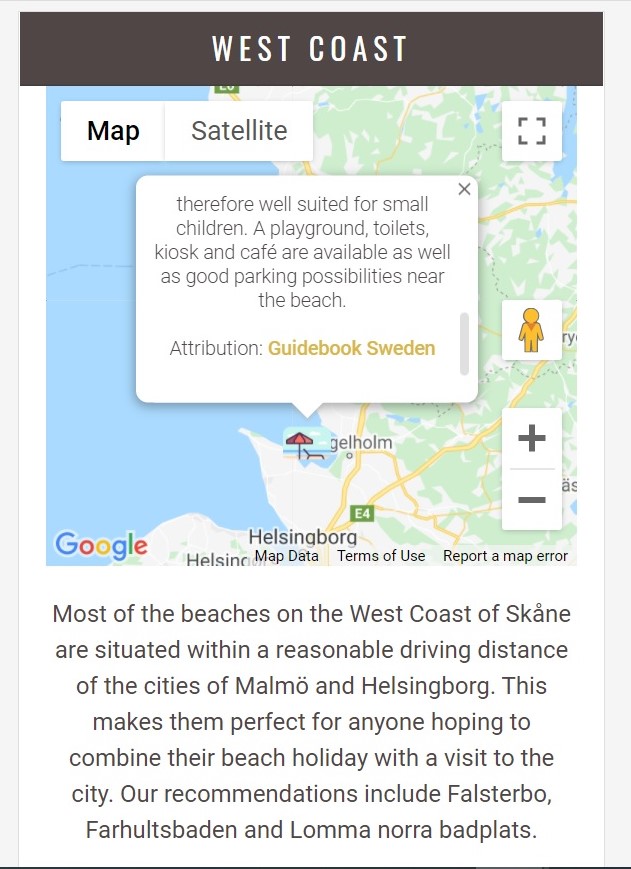 WEST COAST
E6
Map
Satellite
therefore well suited for small
children. A playground, toilets,
kiosk and café are available as well
as good parking possibilities near
the beach.
Attribution: Guidebook Sweden
gelholm
E4
Helsingborg
Google
Map Data
Terms of Use
Report a map error
Most of the beaches on the West Coast of Skåne
are situated within a reasonable driving distance
of the cities of Malmö and Helsingborg. This
makes them perfect for anyone hoping to
combine their beach holiday with a visit to the
city. Our recommendations include Falsterbo,
Farhultsbaden and Lomma norra badplats.